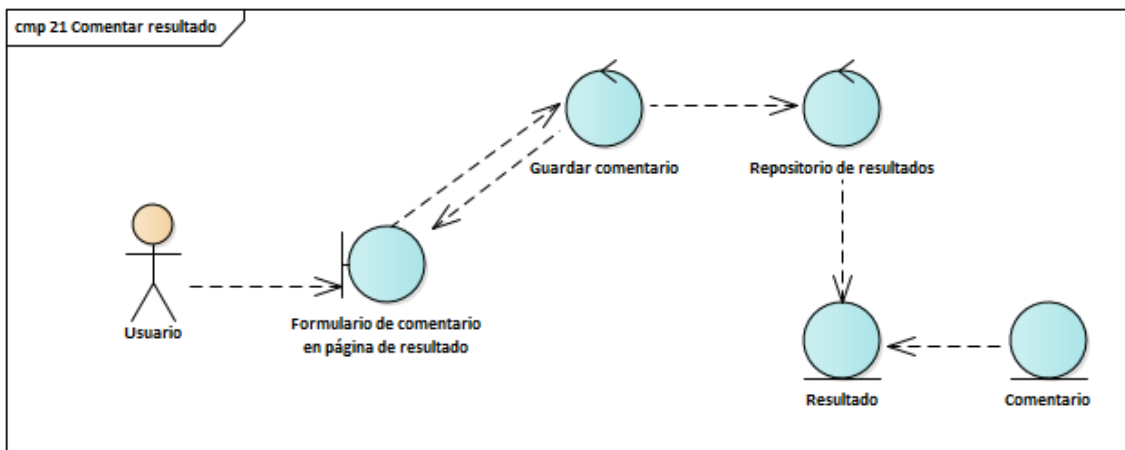 cmp 21 Comentar resultado
Guardar comentario
Repositorio de resultados
Usuario
Formulario de comentario
en página de resultado
Resultado
Comentario